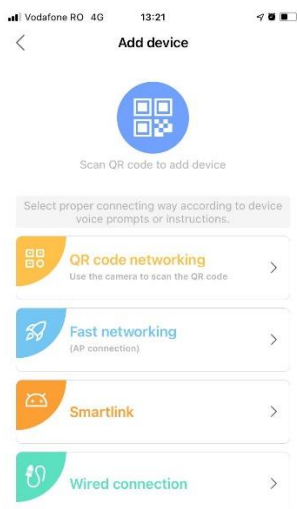 Vodafone RO 4G 13:21
Add device
Scan QR code to add device
Select proper connecting way according to device
voice prompts or instructions.
QR code networking
Use the camera to scan the QR code
Fast networking
(AP connection)
Smartlink
Wired connection